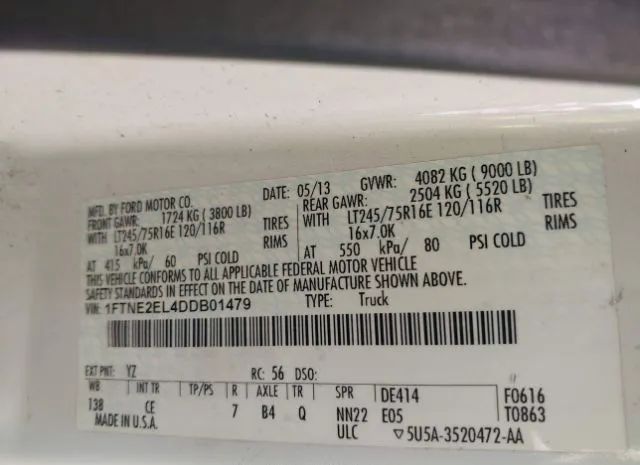 MFD. BY FORD MOTOR CO.
DATE: 05/13 GVWR: 4082 KG ( 9000 LB)
FRONT GAWR: 1724 KG ( 3800 LB) REAR GAWR: 2504 KG ( 5520 LB)
WITH LT245/75R16E 120/116R TIRES WITH LT245/75R16E 120/116R TIRES
16x7.0K RIMS 16x7.0K RIMS
AT 415 kPa/ 60 PSI COLD AT 550 kPa/ 80 PSI COLD
THIS VEHICLE CONFORMS TO ALL APPLICABLE FEDERAL MOTOR VEHICLE
SAFETY STANDARDS IN EFFECT ON THE DATE OF MANUFACTURE SHOWN ABOVE.
VIN: 1FTNE2EL4DDB01479 TYPE: Truck
EXT PNT: YZ RC: 56 DSO:
WB INT TR TP/PS R AXLE TR SPR DE414 F0616
138 CE 7 B4 Q NN22 E05 T0863
MADE IN U.S.A. ULC ▽5U5A-3520472-AA